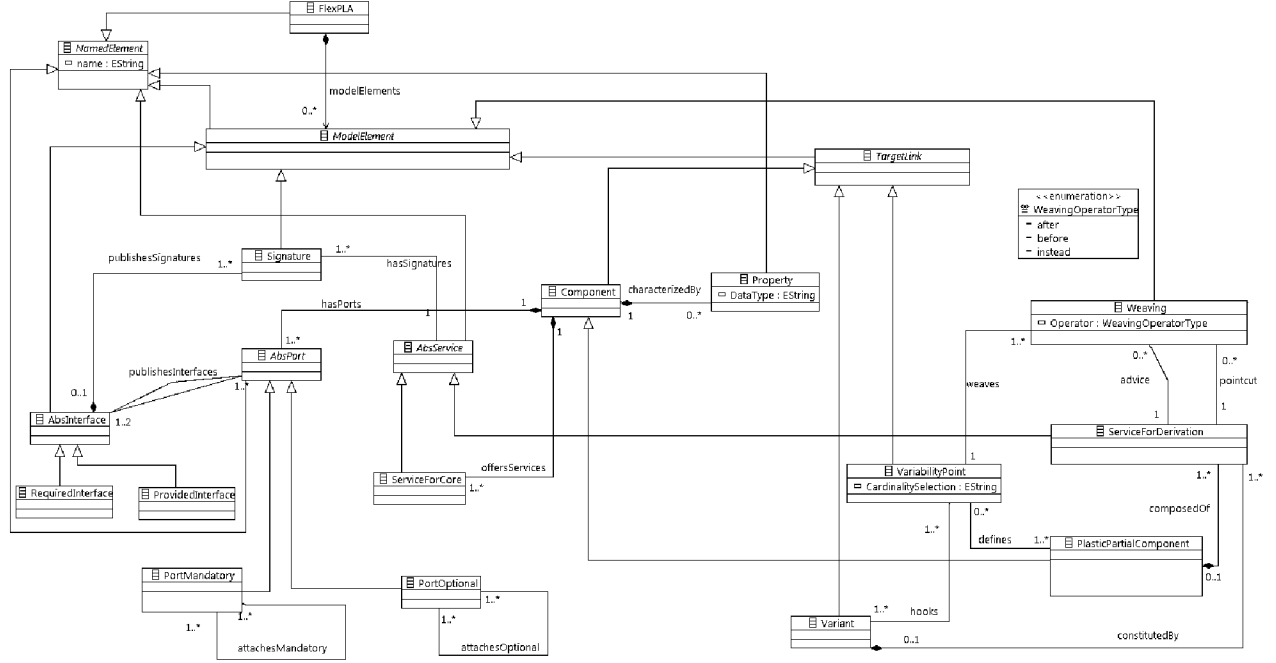 FlexPLA
NamedElement
name : EString
modelElements
0..*
ModelElement
TargetLink
<<enumeration>>
WeavingOperatorType
after
before
instead
publishesSignatures
1..*
Signature
1..*
hasSignatures
Component
characterizedBy
Property
DataType : EString
1
1
0..*
1
hasPorts
1
Weaving
Operator : WeavingOperatorType
1..*
0..*
0..*
1..*
AbsPort
AbsService
publishesInterfaces
1..*
weaves
advice
pointcut
0..1
1..2
AbsInterface
1
1
ServiceForDerivation
1
VariabilityPoint
CardinalitySelection : EString
offersServices
ServiceForCore
1..*
1..*
1..*
RequiredInterface
ProvidedInterface
composedOf
0..*
1..*
defines
1..*
PlasticPartialComponent
0..1
PortMandatory
PortOptional
1..*
1..*
1..*
1..*
1..*
hooks
Variant
attachesMandatory
attachesOptional
0..1
constitutedBy